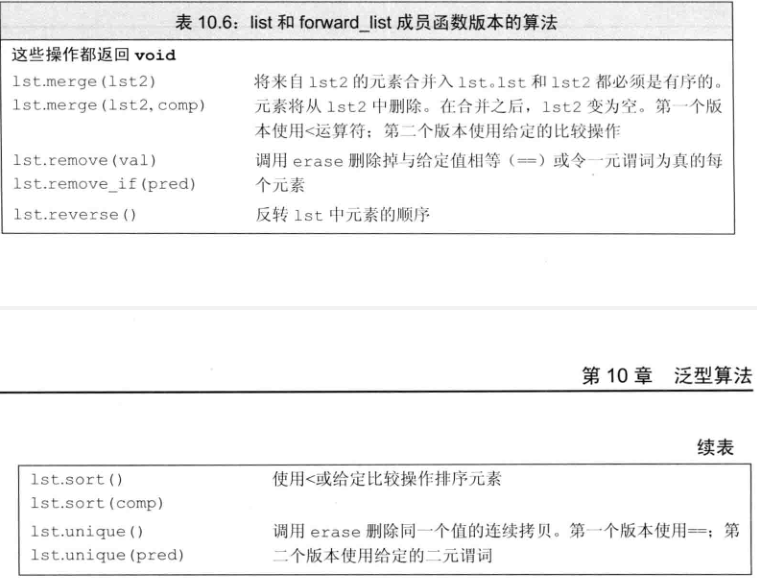 表 10.6：list 和 forward_list 成员函数版本的算法
这些操作都返回 void
lst.merge(lst2) 将来自 lst2 的元素合并入 lst。lst 和 lst2 都必须是有序的。
lst.merge(lst2,comp) 元素将从 lst2 中删除。在合并之后，lst2 变为空。第一个版
本使用<运算符；第二个版本使用给定的比较操作
lst.remove(val) 调用 erase 删除掉与给定值相等（==）或令一元谓词为真的每
lst.remove_if(pred) 个元素
lst.reverse() 反转 lst 中元素的顺序
第 10 章 泛型算法
续表
lst.sort() 使用<或给定比较操作排序元素
lst.sort(comp)
lst.unique() 调用 erase 删除同一个值的连续拷贝。第一个版本使用==；第
lst.unique(pred) 二个版本使用给定的二元谓词